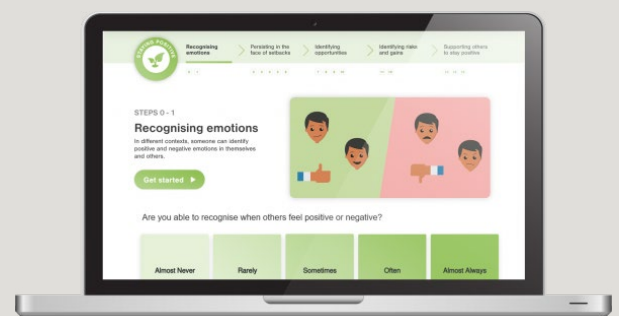 STAYING POSITIVE
Recognising
emotions
Persisting in the
face of setbacks
Identifying
opportunities
Identifying risks
and gains
Supporting others
to stay positive
STEPS 0 - 1
Recognising emotions
In different contexts, someone can identify
positive and negative emotions in themselves
and others.
Get started
Are you able to recognise when others feel positive or negative?
Almost Never
Rarely
Sometimes
Often
Almost Always